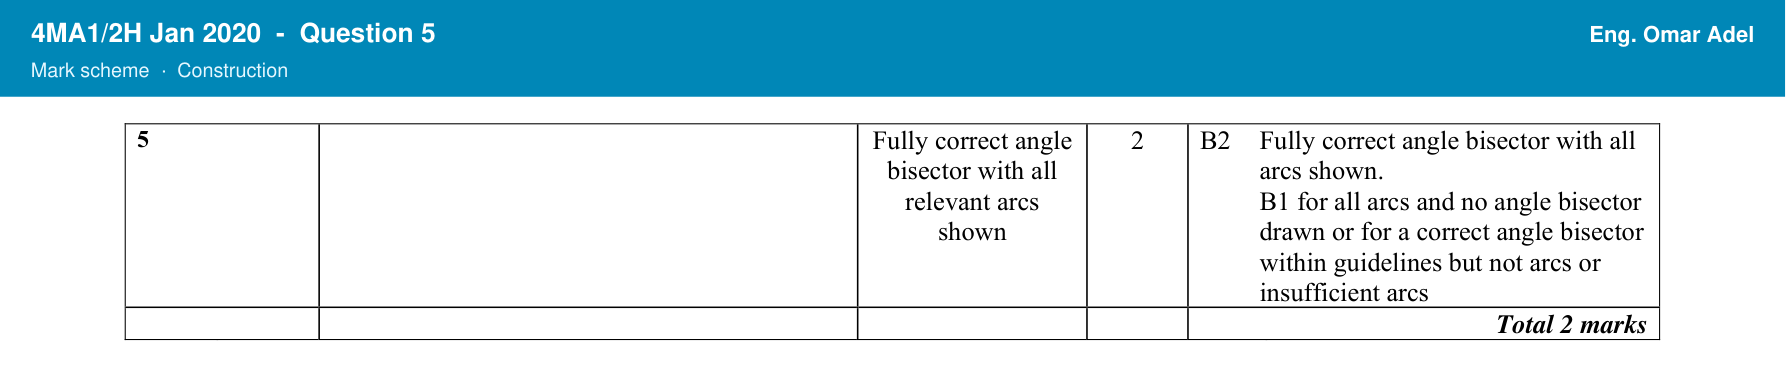 4MA1/2H Jan 2020 - Question 5
Eng. Omar Adel
Mark scheme · Construction
5
Fully correct angle
bisector with all
relevant arcs
shown
2
B2 Fully correct angle bisector with all
arcs shown.
B1 for all arcs and no angle bisector
drawn or for a correct angle bisector
within guidelines but not arcs or
insufficient arcs
Total 2 marks